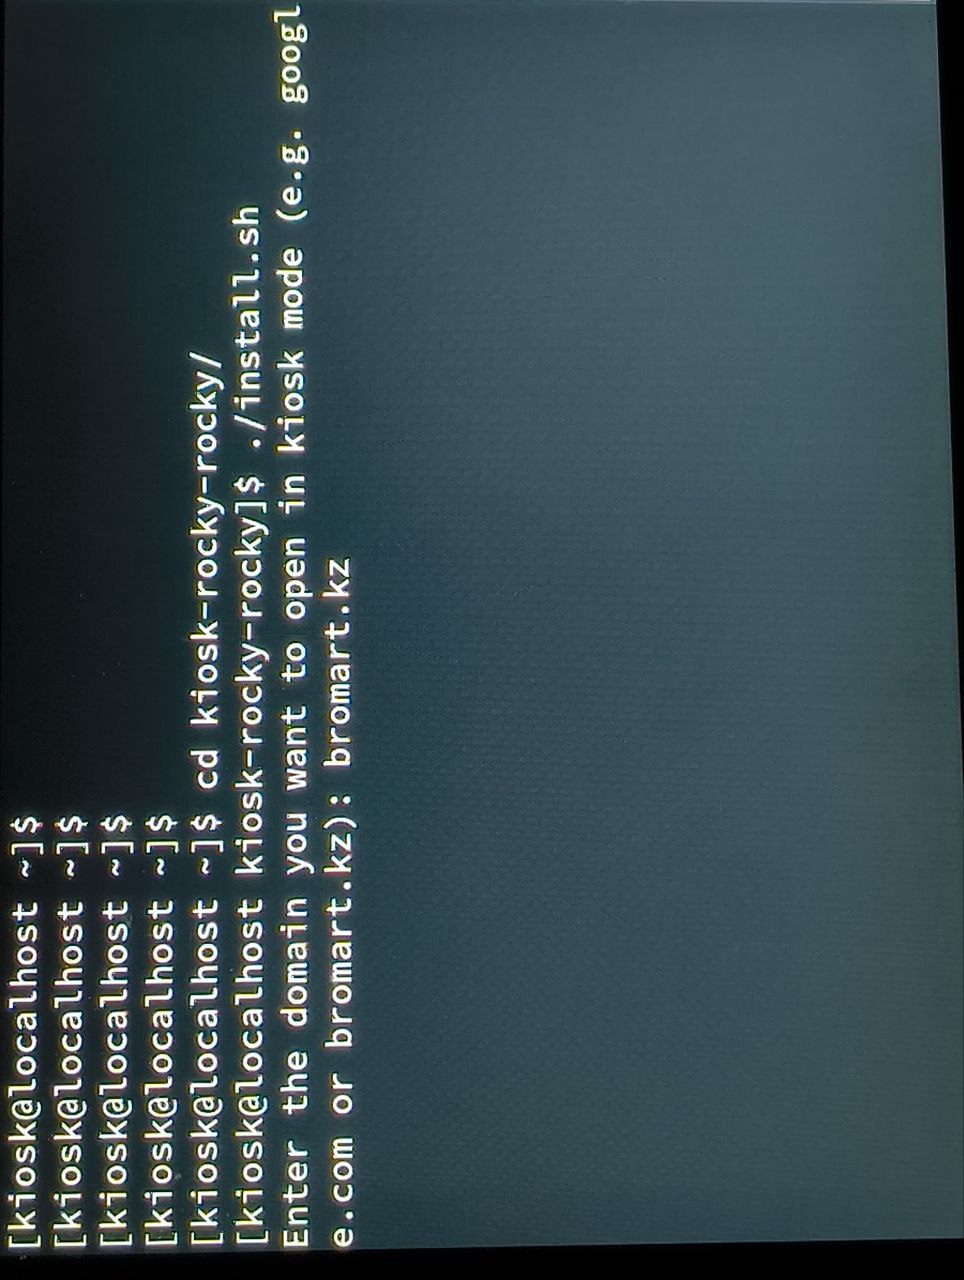 [kiosk@localhost ~]$
[kiosk@localhost ~]$
[kiosk@localhost ~]$
[kiosk@localhost ~]$
[kiosk@localhost ~]$ cd kiosk-rocky-rocky/
[kiosk@localhost kiosk-rocky-rocky]$ ./install.sh
Enter the domain you want to open in kiosk mode (e.g. googl
e.com or bromart.kz): bromart.kz